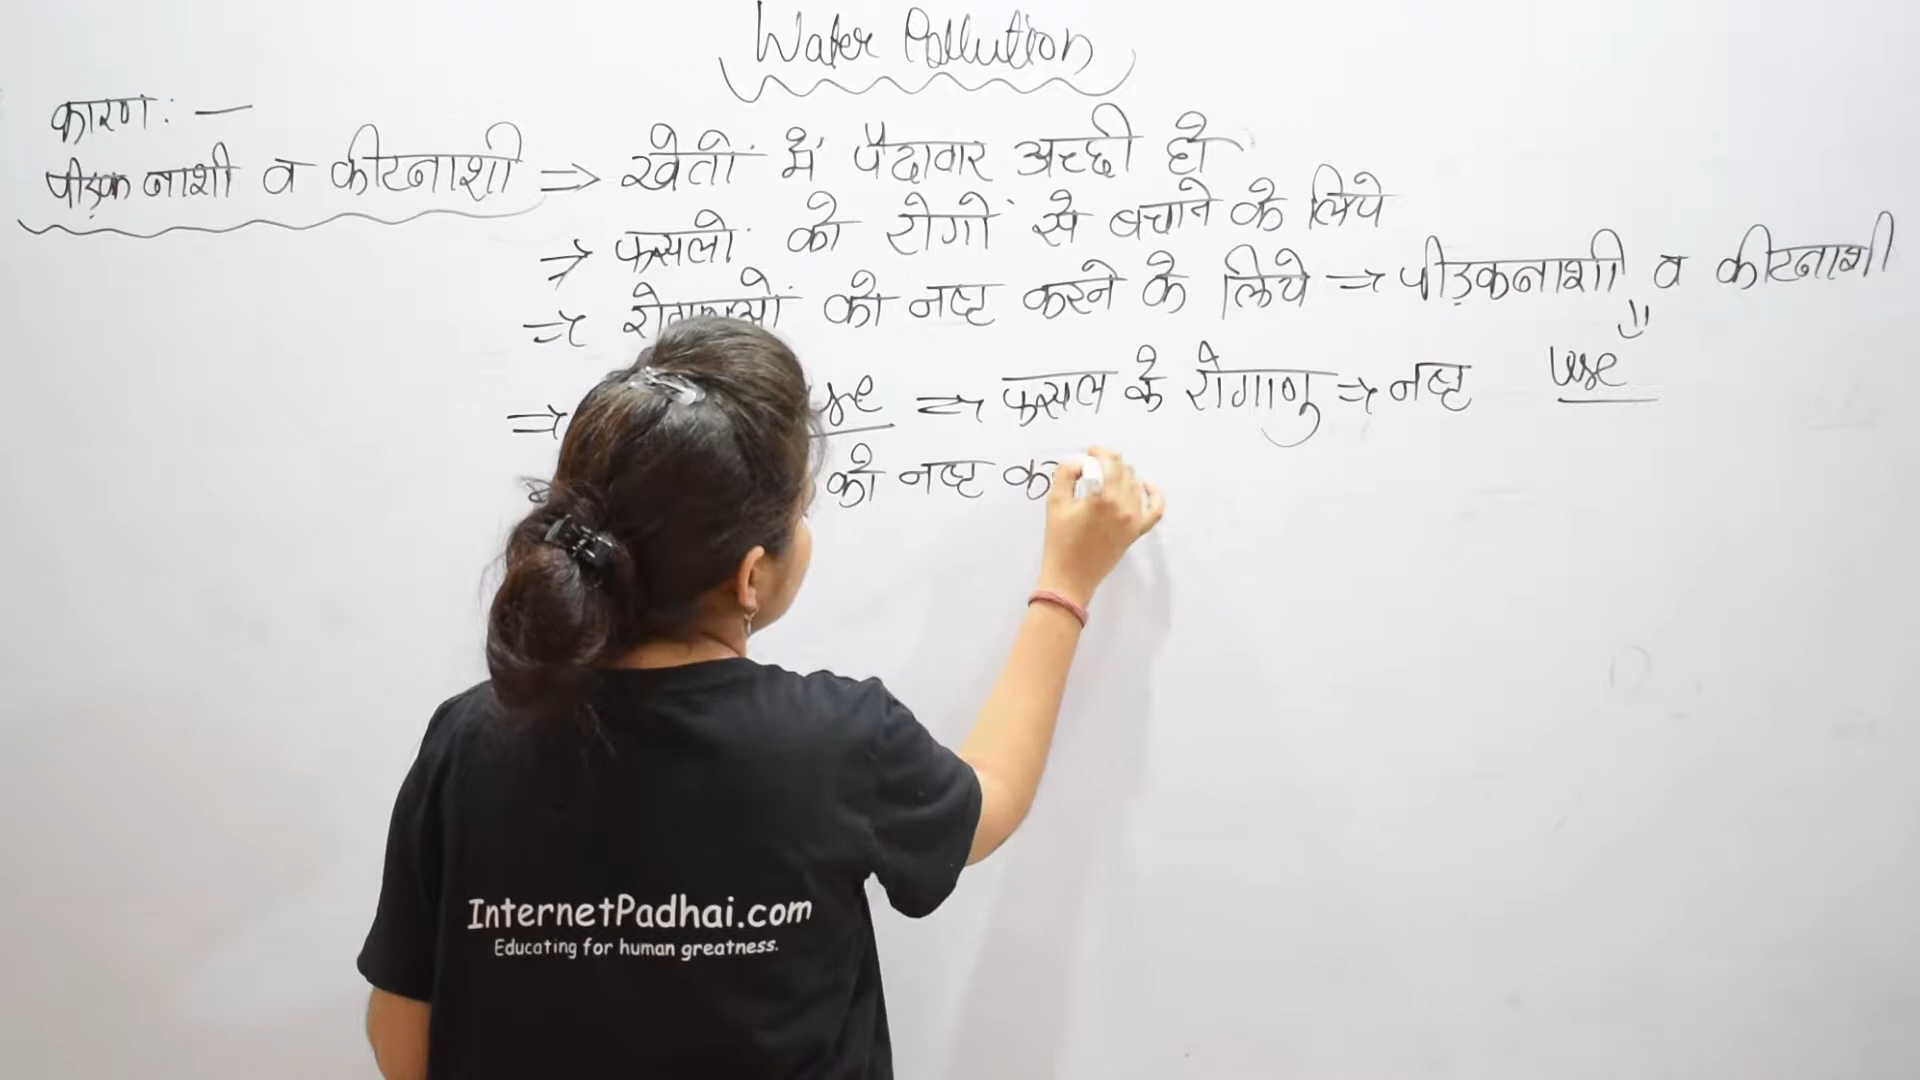 Water Pollution
कारण: —
पीड़क नाशी व कीटनाशी ⇒ खेतों में पैदावार अच्छी हो
⇒ फसलों को रोगों से बचाने के लिये
⇒ को नष्ट करने के लिये ⇒ पीड़कनाशी व कीटनाशी
⇓
⇒ ⇒ फसल के रोगाणु ⇒ नष्ट use
को नष्ट
InternetPadhai.com
Educating for human greatness.